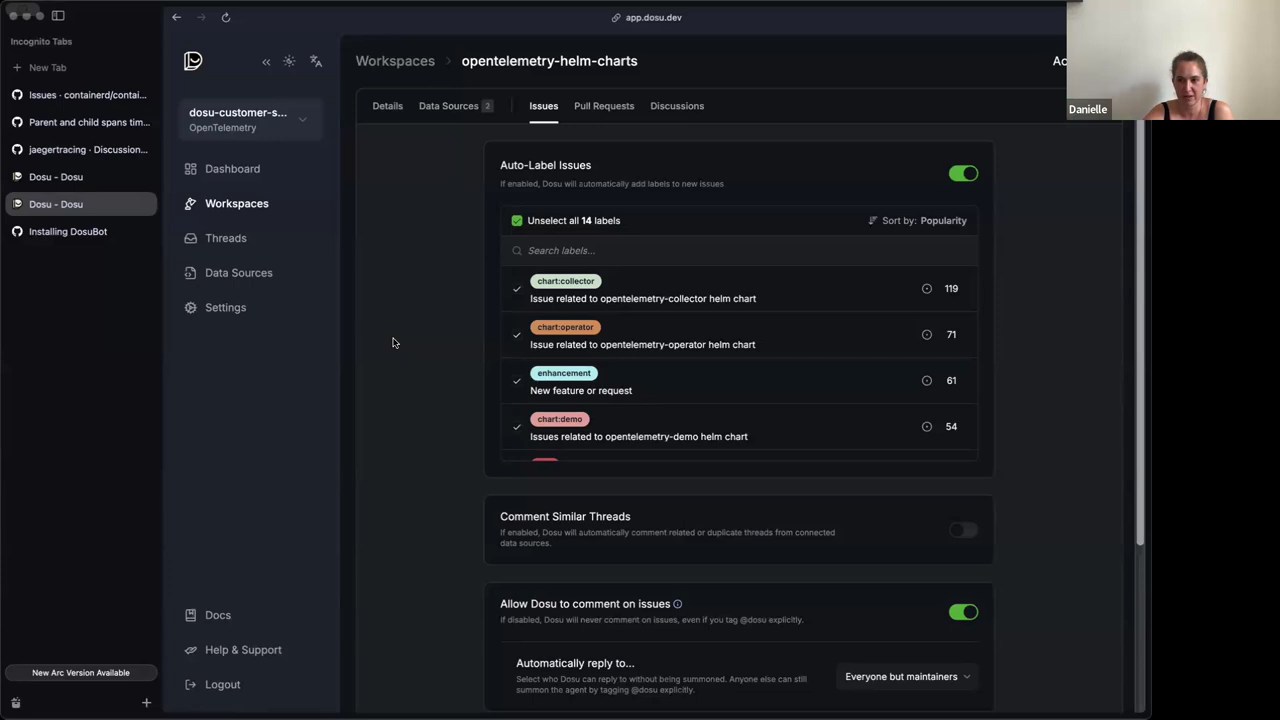 app.dosu.dev
Incognito Tabs
New Tab
Issues · containerd/contai...
Parent and child spans tim...
jaegertracing · Discussion...
Dosu - Dosu
Dosu - Dosu
Installing DosuBot
New Arc Version Available
dosu-customer-s...
OpenTelemetry
Dashboard
Workspaces
Threads
Data Sources
Settings
Docs
Help & Support
Logout
Workspaces > opentelemetry-helm-charts
Details
Data Sources 2
Issues
Pull Requests
Discussions
Danielle
Auto-Label Issues
If enabled, Dosu will automatically add labels to new issues
Unselect all 14 labels
Sort by: Popularity
Search labels...
chart:collector
Issue related to opentelemetry-collector helm chart
119
chart:operator
Issue related to opentelemetry-operator helm chart
71
enhancement
New feature or request
61
chart:demo
Issues related to opentelemetry-demo helm chart
54
Comment Similar Threads
If enabled, Dosu will automatically comment related or duplicate threads from connected
data sources.
Allow Dosu to comment on issues
If disabled, Dosu will never comment on issues, even if you tag @dosu explicitly.
Automatically reply to...
Select who Dosu can reply to without being summoned. Anyone else can still
summon the agent by tagging @dosu explicitly.
Everyone but maintainers